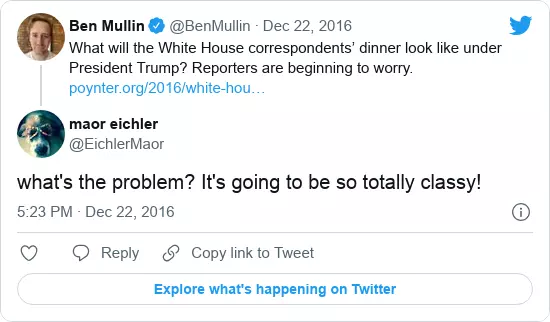 Ben Mullin @BenMullin · Dec 22, 2016
What will the White House correspondents’ dinner look like under
President Trump? Reporters are beginning to worry.
poynter.org/2016/white-hou…
maor eichler
@EichlerMaor
what's the problem? It's going to be so totally classy!
5:23 PM · Dec 22, 2016
Reply Copy link to Tweet
Explore what's happening on Twitter